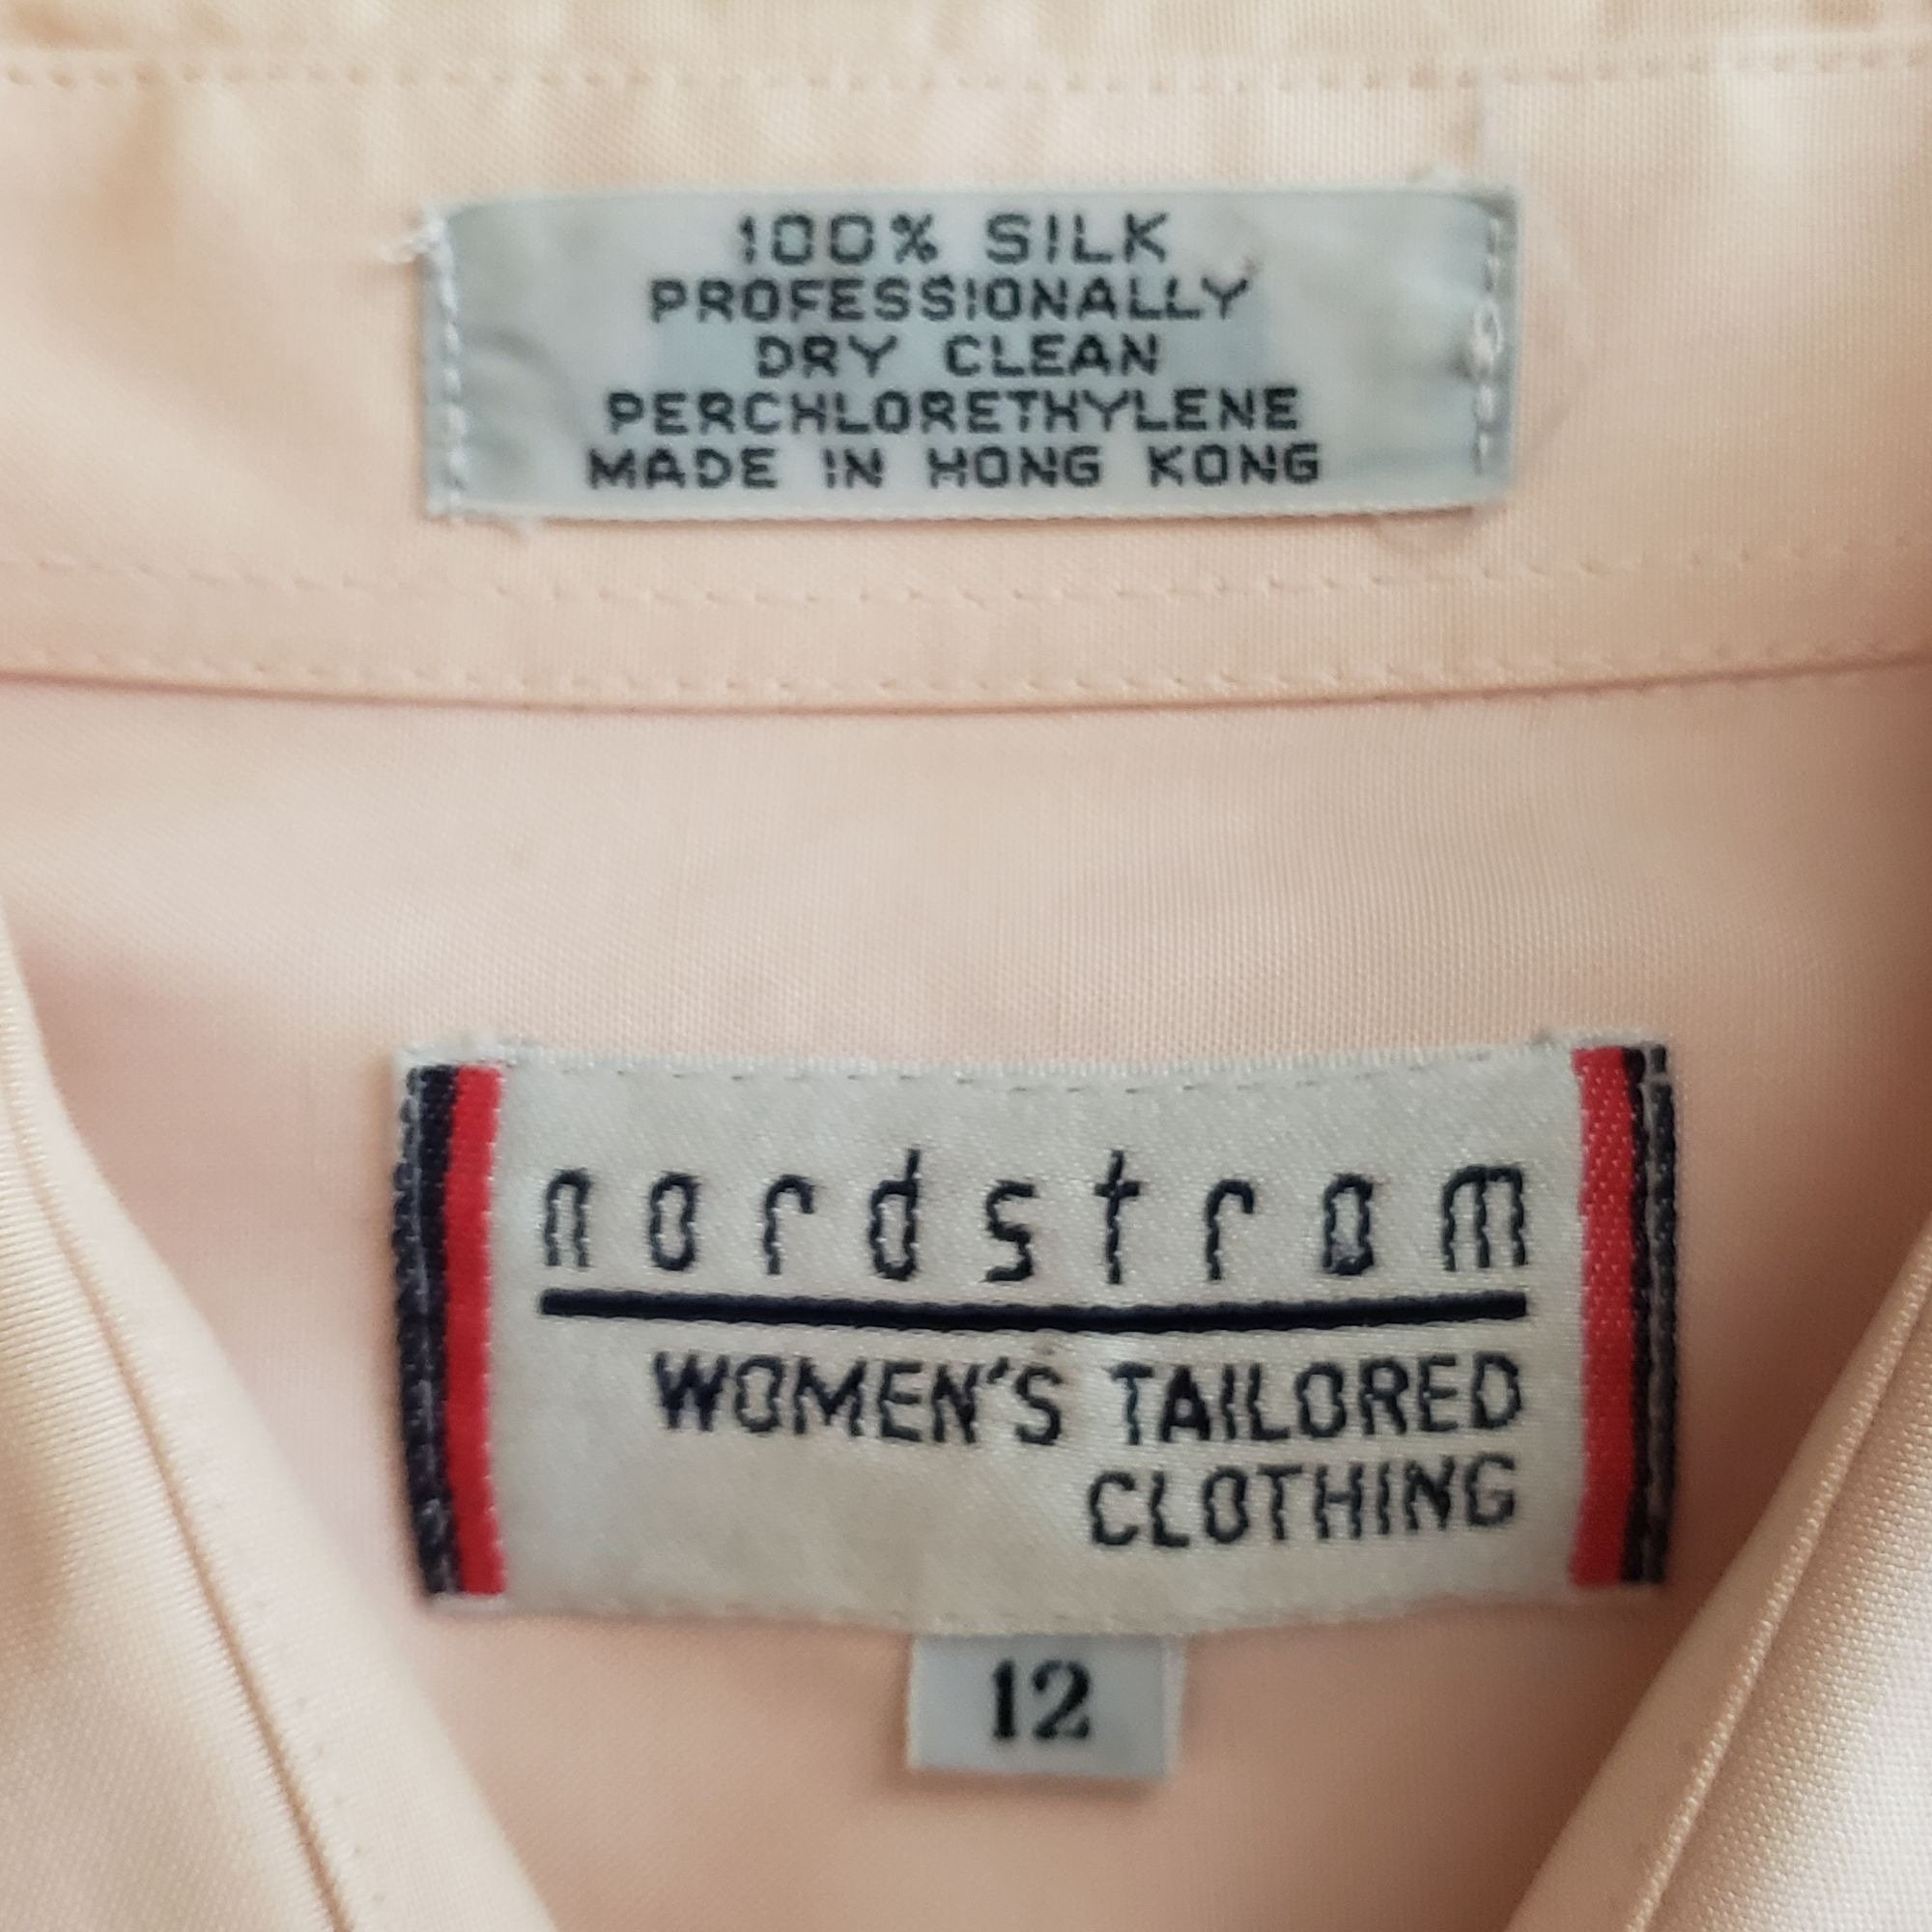 100% SILK
PROFESSIONALLY
DRY CLEAN
PERCHLORETHYLENE
MADE IN HONG KONG
nordstrom
WOMEN'S TAILORED
CLOTHING
12